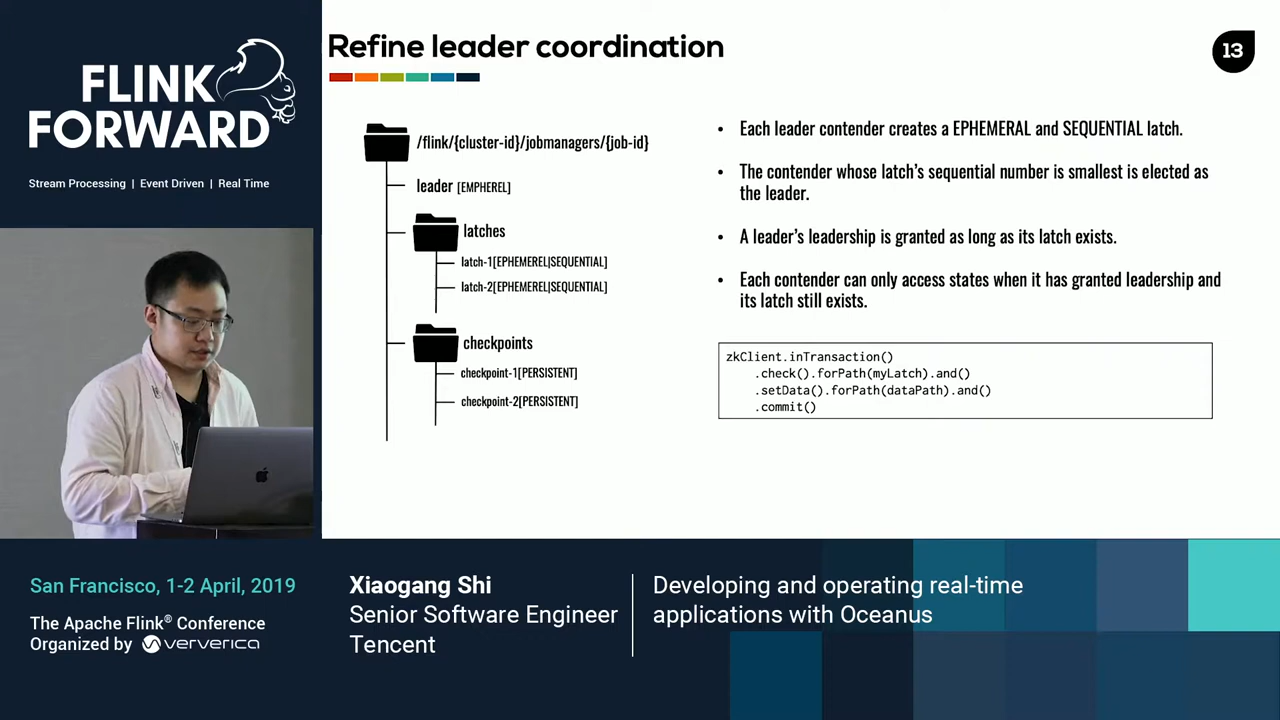 FLINK
FORWARD
Stream Processing | Event Driven | Real Time
Refine leader coordination
13
/flink/{cluster-id}/jobmanagers/{job-id}
leader [EMPHEREL]
latches
latch-1[EPHEMEREL|SEQUENTIAL]
latch-2[EPHEMEREL|SEQUENTIAL]
checkpoints
checkpoint-1[PERSISTENT]
checkpoint-2[PERSISTENT]
• Each leader contender creates a EPHEMERAL and SEQUENTIAL latch.
• The contender whose latch's sequential number is smallest is elected as
the leader.
• A leader's leadership is granted as long as its latch exists.
• Each contender can only access states when it has granted leadership and
its latch still exists.
zkClient.inTransaction()
.check().forPath(myLatch).and()
.setData().forPath(dataPath).and()
.commit()
San Francisco, 1-2 April, 2019
The Apache Flink® Conference
Organized by ververica
Xiaogang Shi
Senior Software Engineer
Tencent
Developing and operating real-time
applications with Oceanus